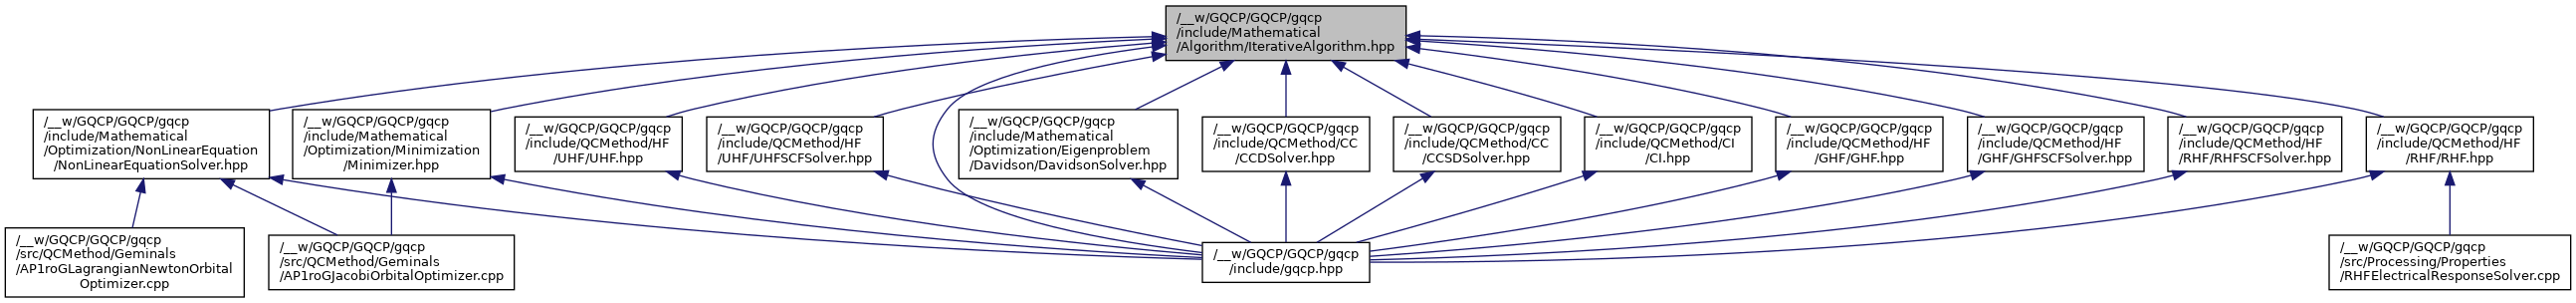 /__w/GQCP/GQCP/gqcp
/include/Mathematical
/Algorithm/IterativeAlgorithm.hpp
/__w/GQCP/GQCP/gqcp
/include/Mathematical
/Optimization/NonLinearEquation
/NonLinearEquationSolver.hpp
/__w/GQCP/GQCP/gqcp
/include/Mathematical
/Optimization/Minimization
/Minimizer.hpp
/__w/GQCP/GQCP/gqcp
/include/QCMethod/HF
/UHF/UHF.hpp
/__w/GQCP/GQCP/gqcp
/include/QCMethod/HF
/UHF/UHFSCFSolver.hpp
/__w/GQCP/GQCP/gqcp
/include/Mathematical
/Optimization/Eigenproblem
/Davidson/DavidsonSolver.hpp
/__w/GQCP/GQCP/gqcp
/include/QCMethod/CC
/CCDSolver.hpp
/__w/GQCP/GQCP/gqcp
/include/QCMethod/CC
/CCSDSolver.hpp
/__w/GQCP/GQCP/gqcp
/include/QCMethod/CI
/CI.hpp
/__w/GQCP/GQCP/gqcp
/include/QCMethod/HF
/GHF/GHF.hpp
/__w/GQCP/GQCP/gqcp
/include/QCMethod/HF
/GHF/GHFSCFSolver.hpp
/__w/GQCP/GQCP/gqcp
/include/QCMethod/HF
/RHF/RHFSCFSolver.hpp
/__w/GQCP/GQCP/gqcp
/include/QCMethod/HF
/RHF/RHF.hpp
/__w/GQCP/GQCP/gqcp
/src/QCMethod/Geminals
/AP1roGLagrangianNewtonOrbital
Optimizer.cpp
/__w/GQCP/GQCP/gqcp
/src/QCMethod/Geminals
/AP1roGJacobiOrbitalOptimizer.cpp
/__w/GQCP/GQCP/gqcp
/include/gqcp.hpp
/__w/GQCP/GQCP/gqcp
/src/Processing/Properties
/RHFElectricalResponseSolver.cpp